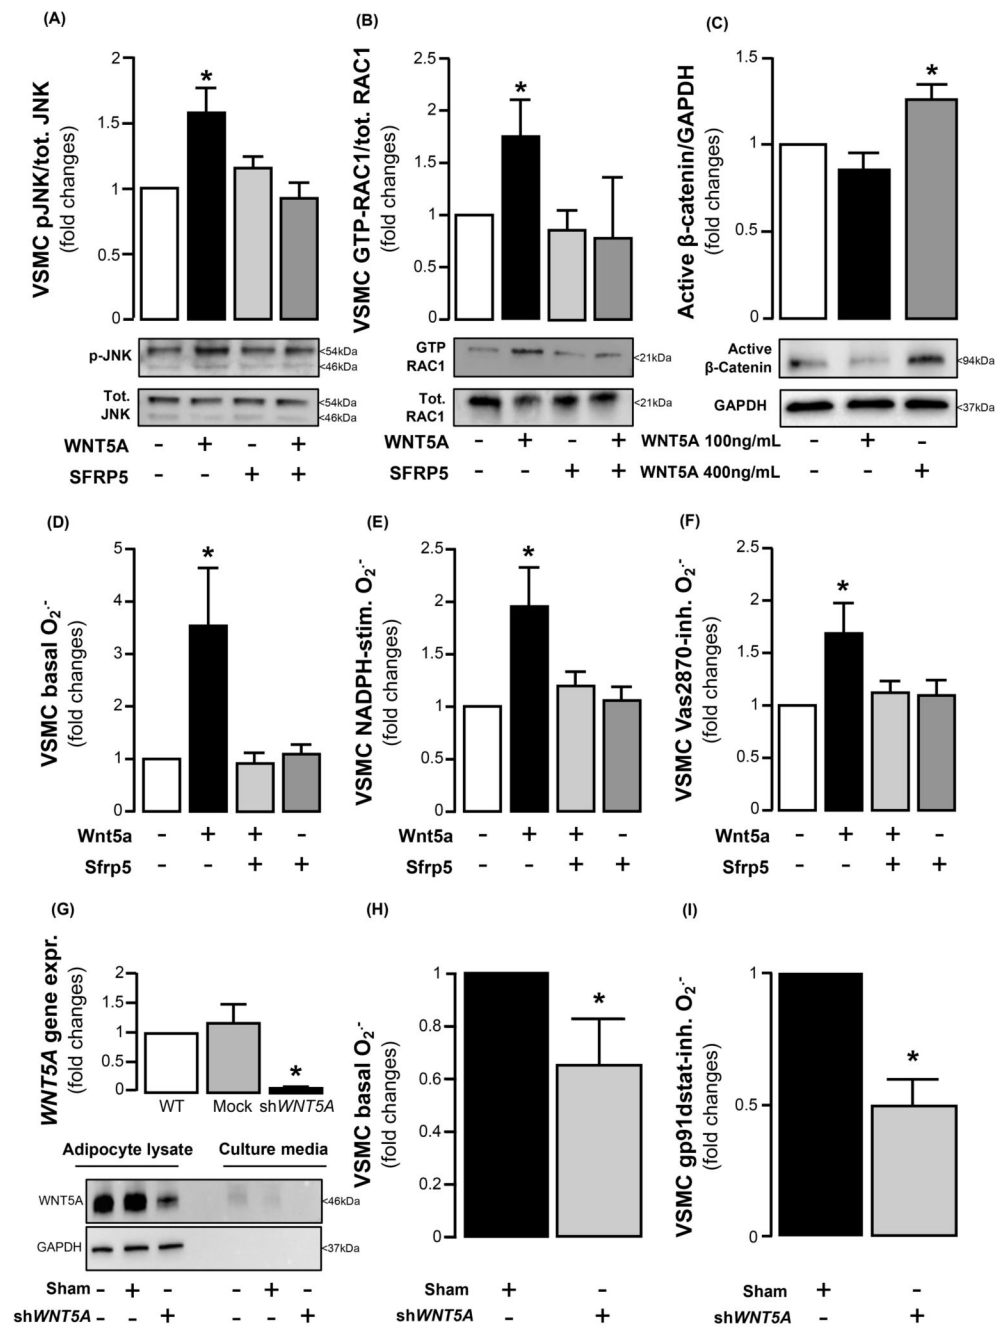 (A)
VSMC pJNK/tot. JNK
(fold changes)
2
1.5
1
0.5
0
*
p-JNK
<54kDa
<46kDa
Tot.
JNK
<54kDa
<46kDa
WNT5A - + - +
SFRP5 - - + +
(B)
VSMC GTP-RAC1/tot. RAC1
(fold changes)
2.5
2
1.5
1
0.5
0
*
GTP
RAC1
<21kDa
Tot.
RAC1
<21kDa
WNT5A - + - +
SFRP5 - - + +
(C)
Active β-catenin/GAPDH
(fold changes)
1.5
1
0.5
0
*
Active
β-Catenin
<94kDa
GAPDH
<37kDa
WNT5A 100ng/mL - + -
WNT5A 400ng/mL - - +
(D)
VSMC basal O2.-
(fold changes)
5
4
3
2
1
0
*
Wnt5a - + + -
Sfrp5 - - + +
(E)
VSMC NADPH-stim. O2.-
(fold changes)
2.5
2
1.5
1
0.5
0
*
Wnt5a - + + -
Sfrp5 - - + +
(F)
VSMC Vas2870-inh. O2.-
(fold changes)
2.5
2
1.5
1
0.5
0
*
Wnt5a - + + -
Sfrp5 - - + +
(G)
WNT5A gene expr.
(fold changes)
2
1.5
1
0.5
0
*
WT Mock shWNT5A
Adipocyte lysate Culture media
WNT5A
<46kDa
GAPDH
<37kDa
Sham - + - - + -
shWNT5A - - + - - +
(H)
VSMC basal O2.-
(fold changes)
1
0.8
0.6
0.4
0.2
0
*
Sham + -
shWNT5A - +
(I)
VSMC gp91dstat-inh. O2.-
(fold changes)
1
0.5
0
*
Sham + -
shWNT5A - +